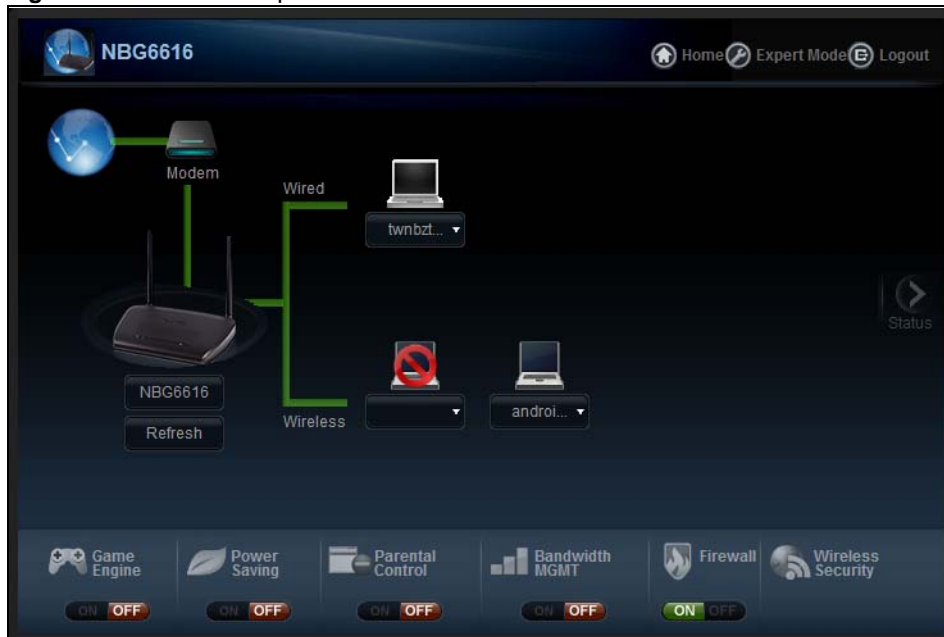 NBG6616
Home Expert Mode Logout
Modem
Wired
twnbzt...
Status
NBG6616
Refresh
Wireless
androi...
Game
Engine
Power
Saving
Parental
Control
Bandwidth
MGMT
Firewall
Wireless
Security
ON OFF
ON OFF
ON OFF
ON OFF
ON OFF